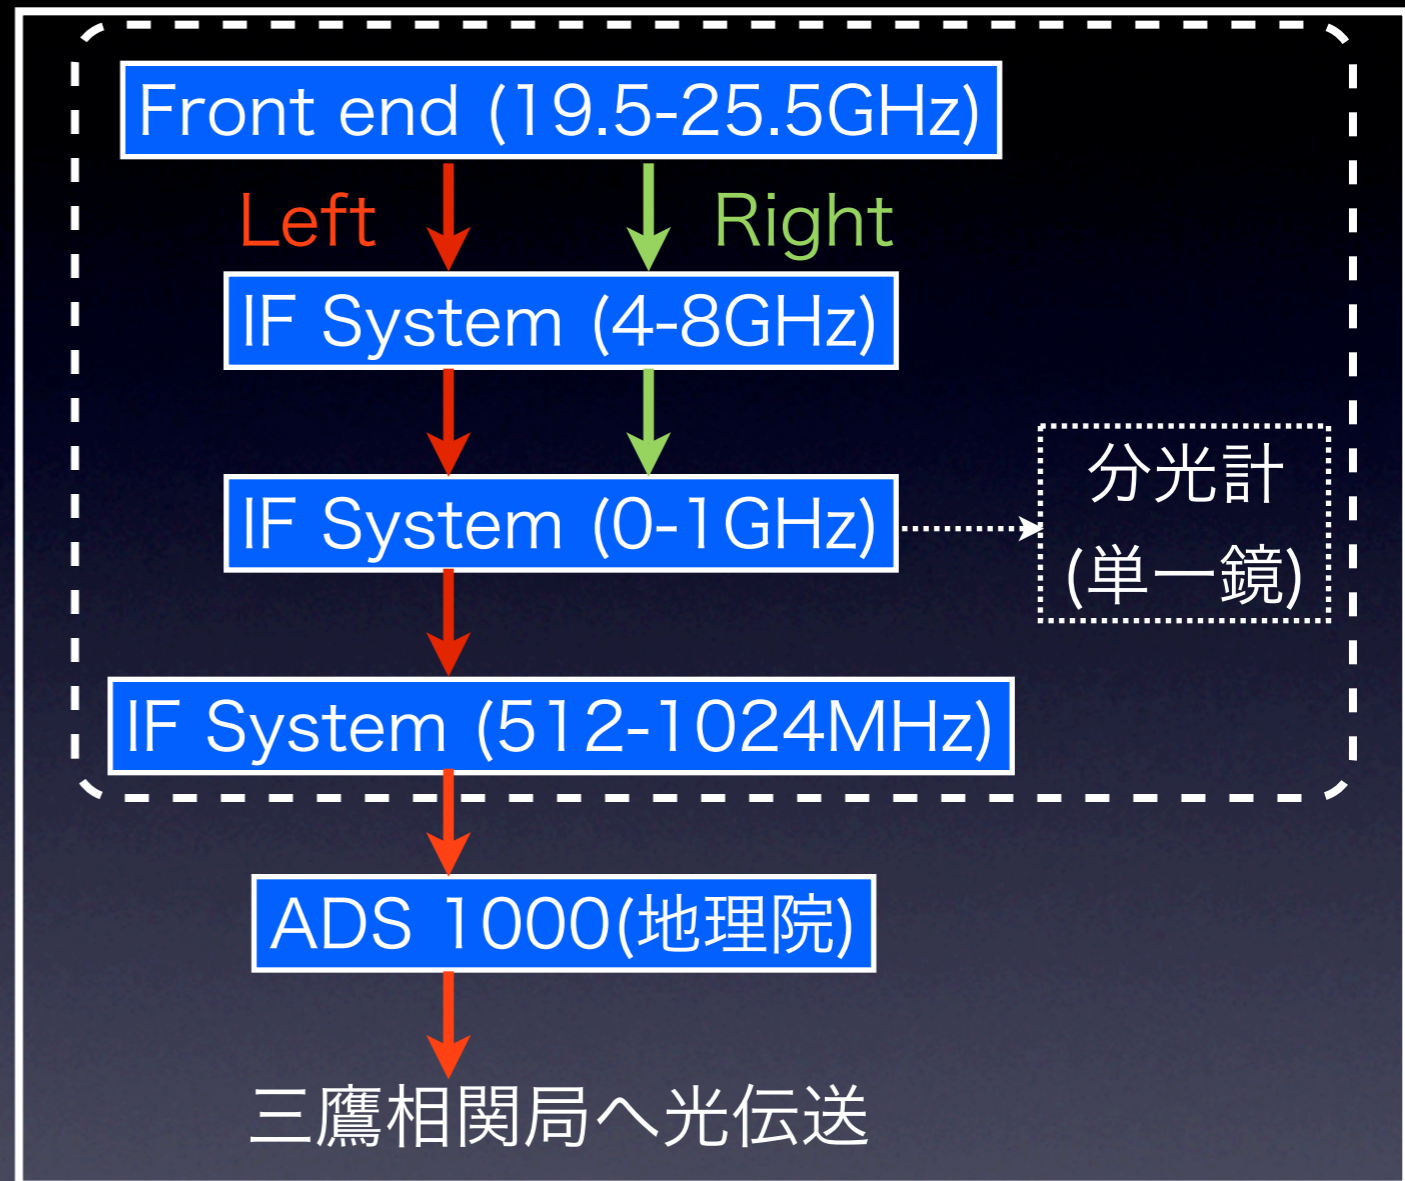 Front end (19.5-25.5GHz)
Left
Right
IF System (4-8GHz)
IF System (0-1GHz)
分光計
(単一鏡)
IF System (512-1024MHz)
ADS 1000(地理院)
三鷹相関局へ光伝送